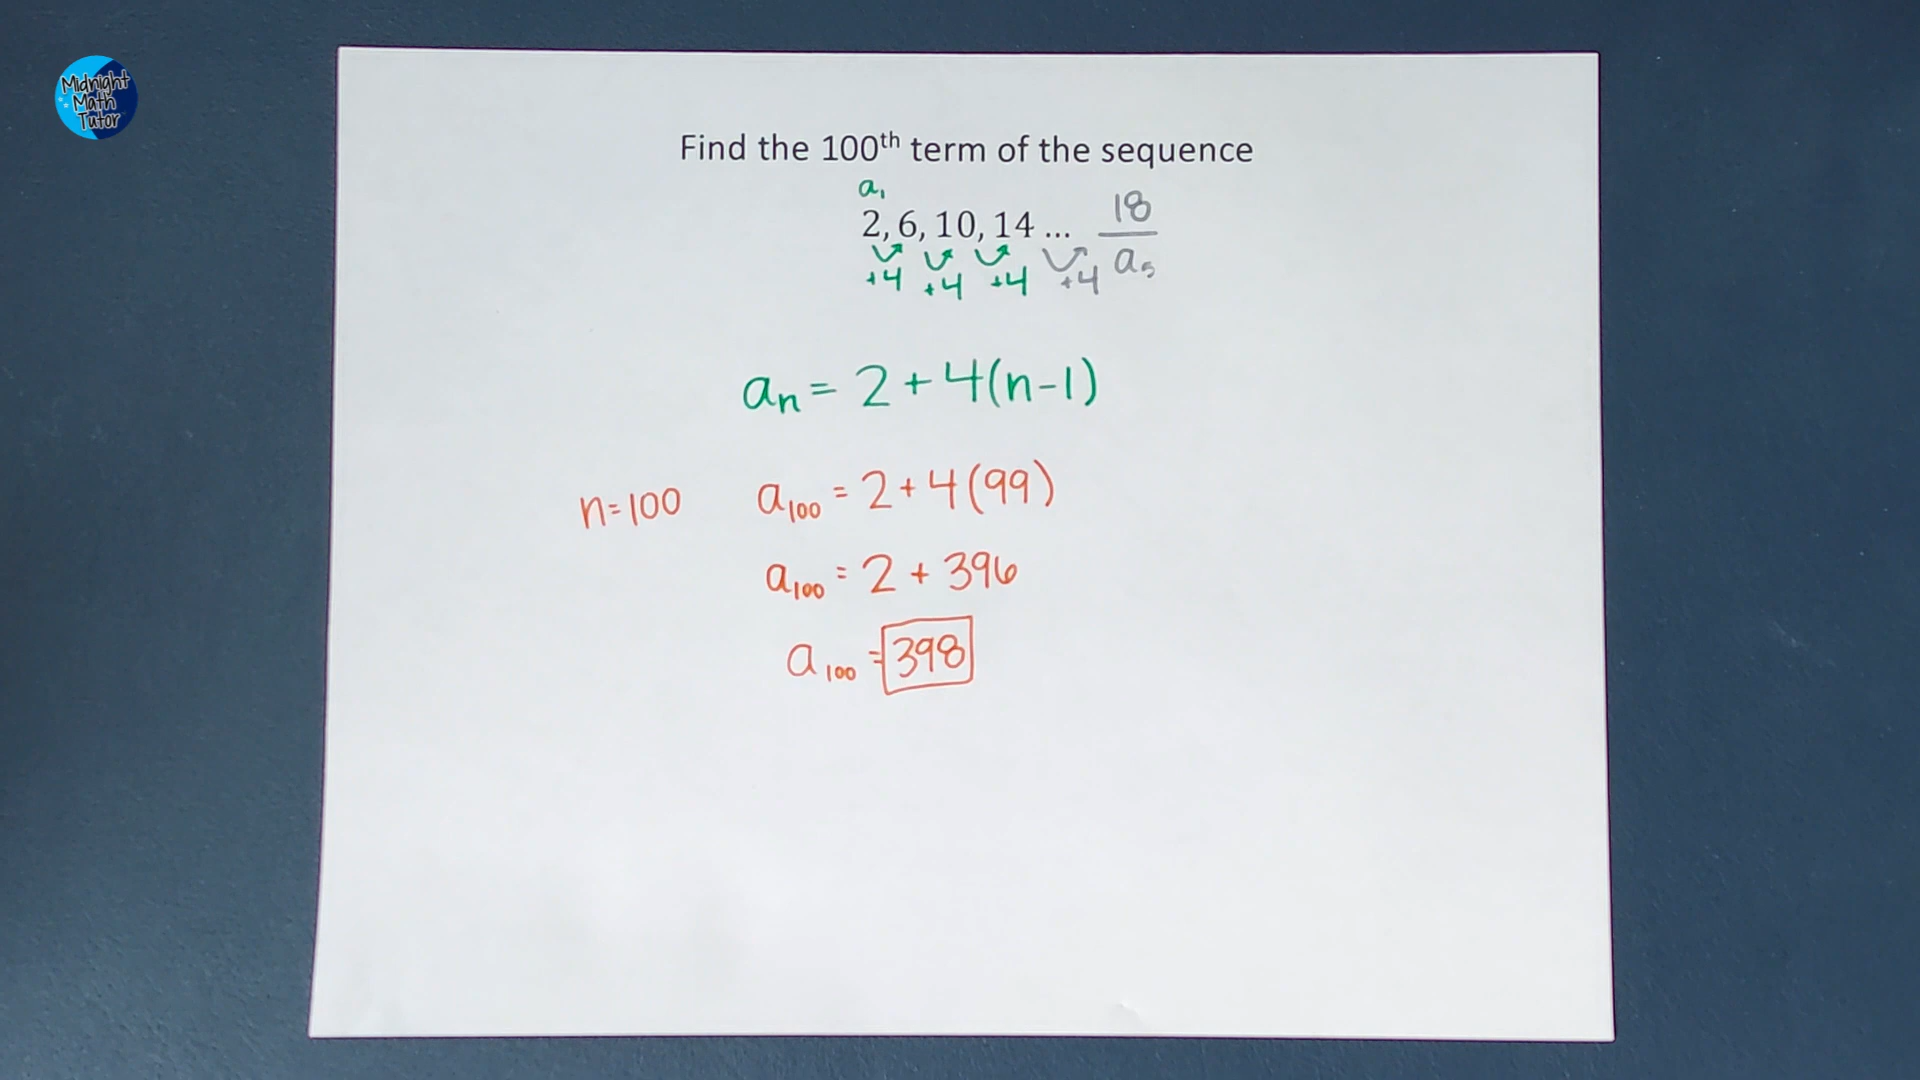 Midnight
Math
Tutor
Find the 100th term of the sequence
a₁
2, 6, 10, 14 ... 18
+4 +4 +4 +4 a₅
aₙ = 2 + 4(n-1)
n=100 a₁₀₀ = 2 + 4(99)
a₁₀₀ = 2 + 396
a₁₀₀ = 398